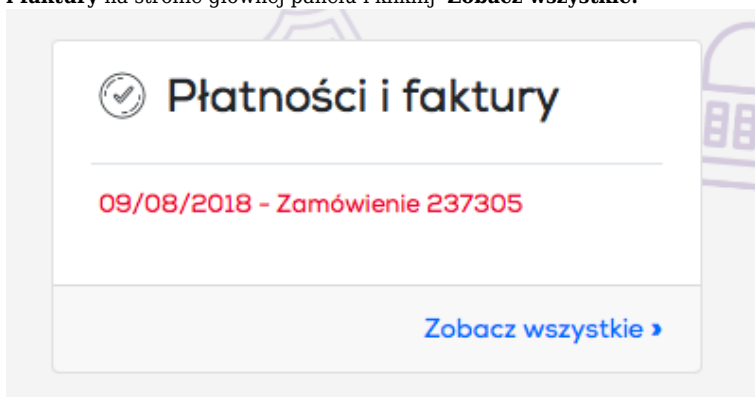 i faktury na stronie głównej panelu i kliknij "Zobacz wszystkie.
Płatności i faktury
09/08/2018 - Zamówienie 237305
Zobacz wszystkie »